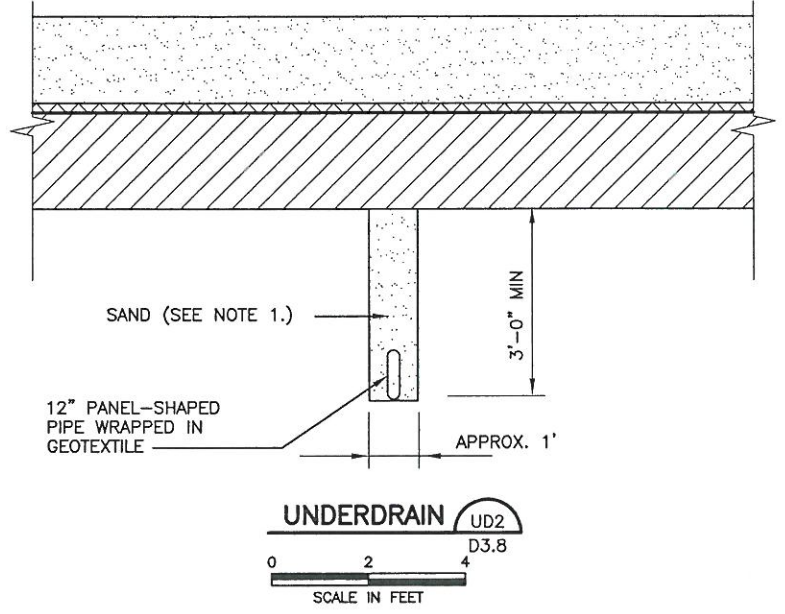 SAND (SEE NOTE 1.)
3'-0" MIN
12" PANEL-SHAPED
PIPE WRAPPED IN
GEOTEXTILE
APPROX. 1'
UNDERDRAIN UD2
D3.8
0 2 4
SCALE IN FEET